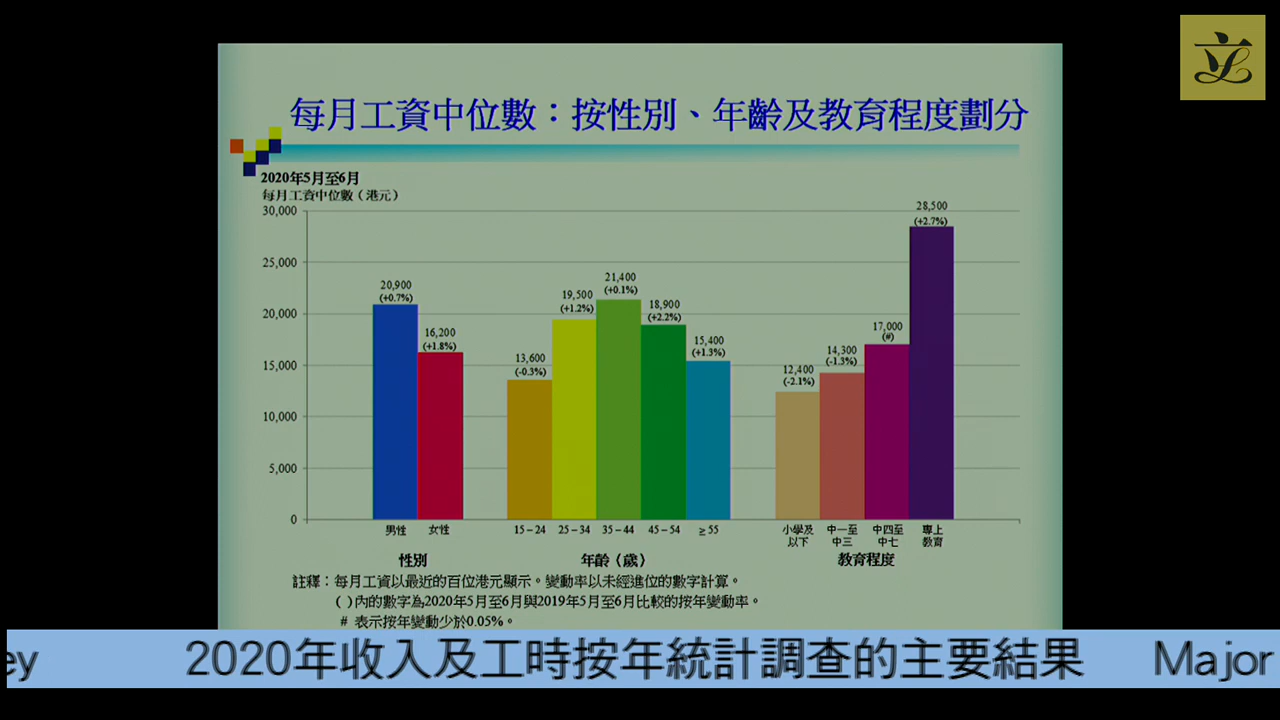 每月工資中位數：按性別、年齡及教育程度劃分
2020年5月至6月
每月工資中位數（港元）
30,000
25,000
20,000
15,000
10,000
5,000
0
20,900
(+0.7%)
16,200
(+1.8%)
13,600
(-0.3%)
19,500
(+1.2%)
21,400
(+0.1%)
18,900
(+2.2%)
15,400
(+1.3%)
12,400
(-2.1%)
14,300
(-1.3%)
17,000
(#)
28,500
(+2.7%)
男性
女性
15 – 24
25 – 34
35 – 44
45 – 54
≥ 55
小學及
以下
中一至
中三
中四至
中七
專上
教育
性別
年齡（歲）
教育程度
註釋：每月工資以最近的百位港元顯示。變動率以未經進位的數字計算。
( ) 內的數字為2020年5月至6月與2019年5月至6月比較的按年變動率。
# 表示按年變動少於0.05%。
ey 2020年收入及工時按年統計調查的主要結果 Major